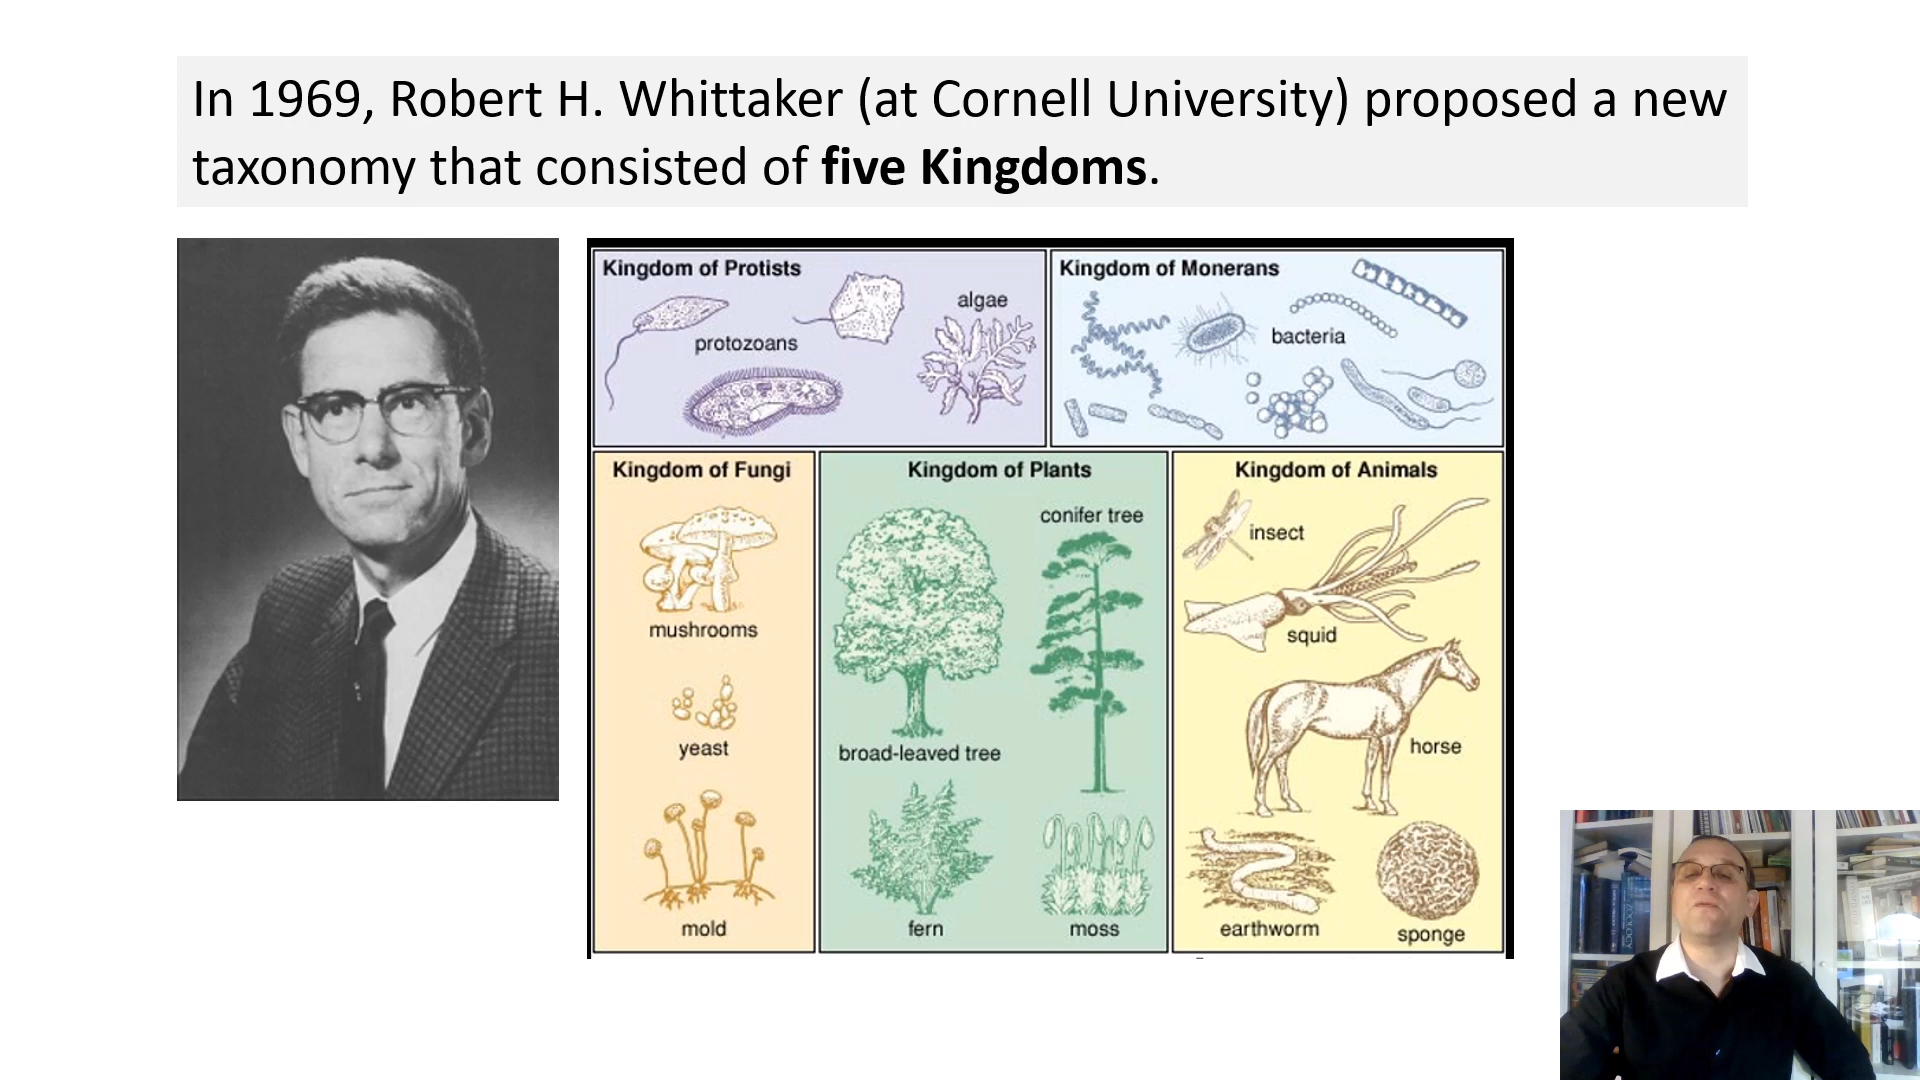 In 1969, Robert H. Whittaker (at Cornell University) proposed a new
taxonomy that consisted of five Kingdoms.
Kingdom of Protists
algae
protozoans
Kingdom of Monerans
bacteria
Kingdom of Fungi
mushrooms
yeast
mold
Kingdom of Plants
conifer tree
broad-leaved tree
fern
moss
Kingdom of Animals
insect
squid
horse
earthworm
sponge
ZOOLOGY